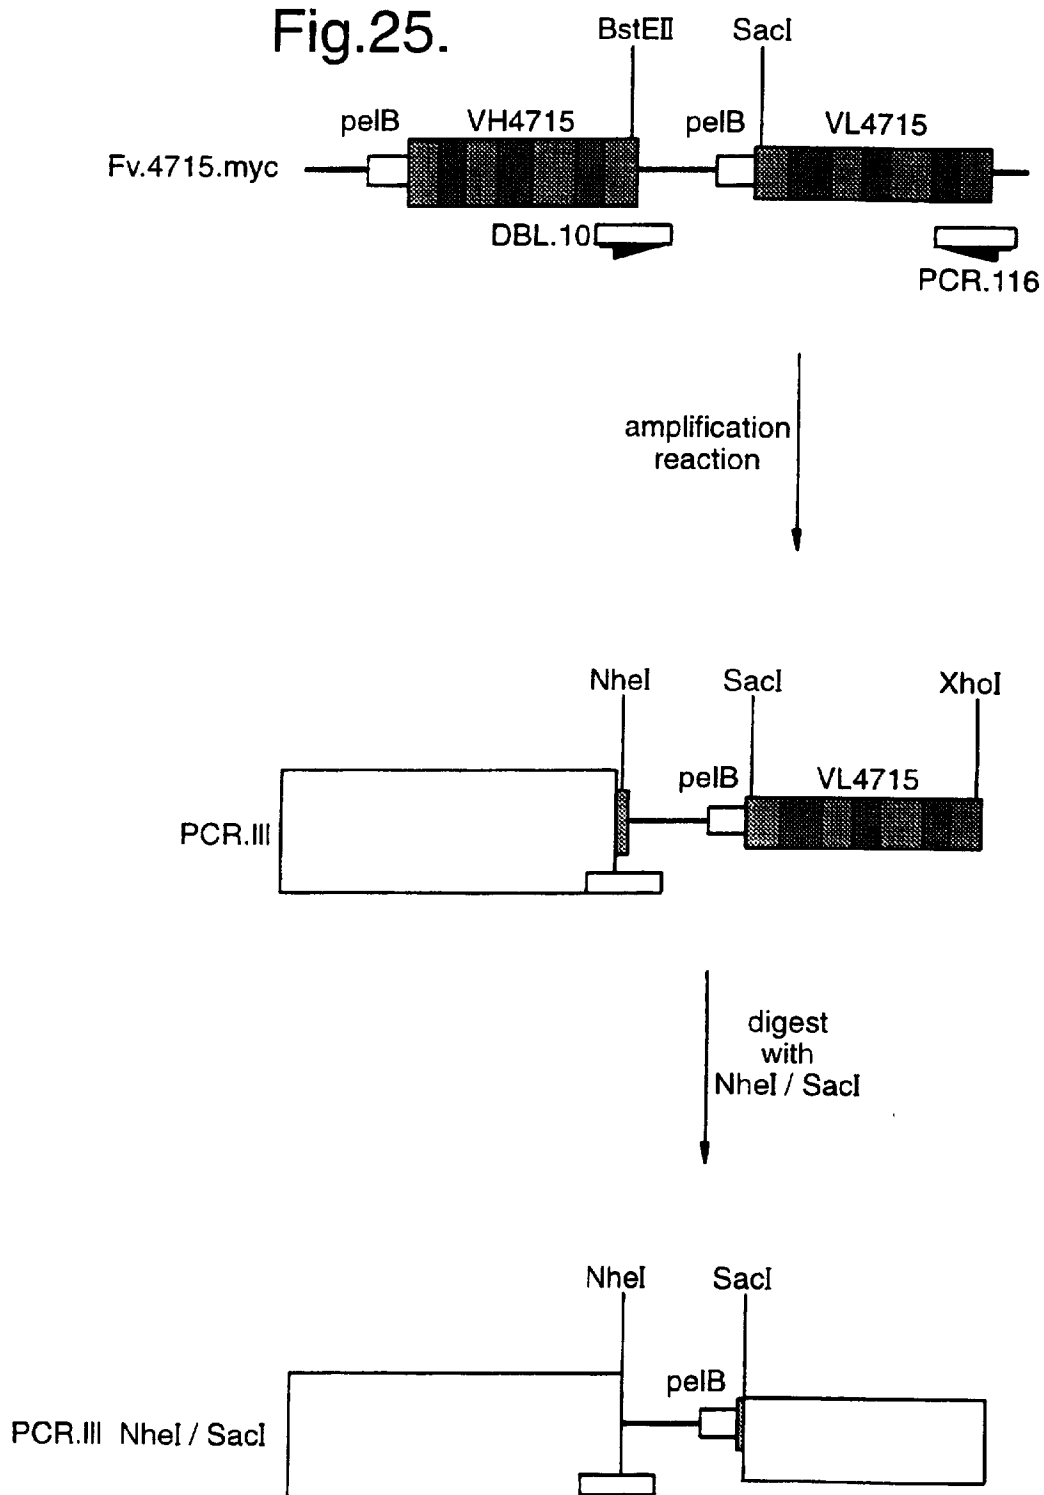 Fig.25.
BstEII SacI
pelB VH4715 pelB VL4715
Fv.4715.myc
DBL.10
PCR.116
amplification
reaction
NheI SacI XhoI
pelB VL4715
PCR.III
digest
with
NheI / SacI
NheI SacI
pelB
PCR.III NheI / SacI